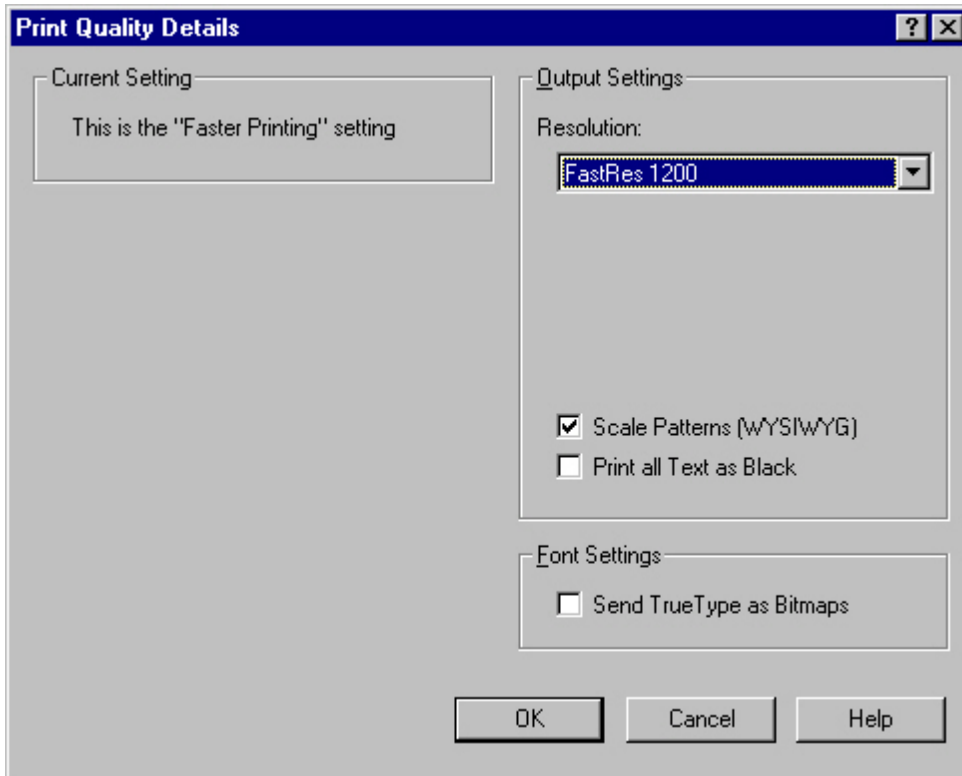 Print Quality Details
Current Setting
This is the "Faster Printing" setting
Output Settings
Resolution:
FastRes 1200
Scale Patterns (WYSIWYG)
Print all Text as Black
Font Settings
Send TrueType as Bitmaps
OK
Cancel
Help